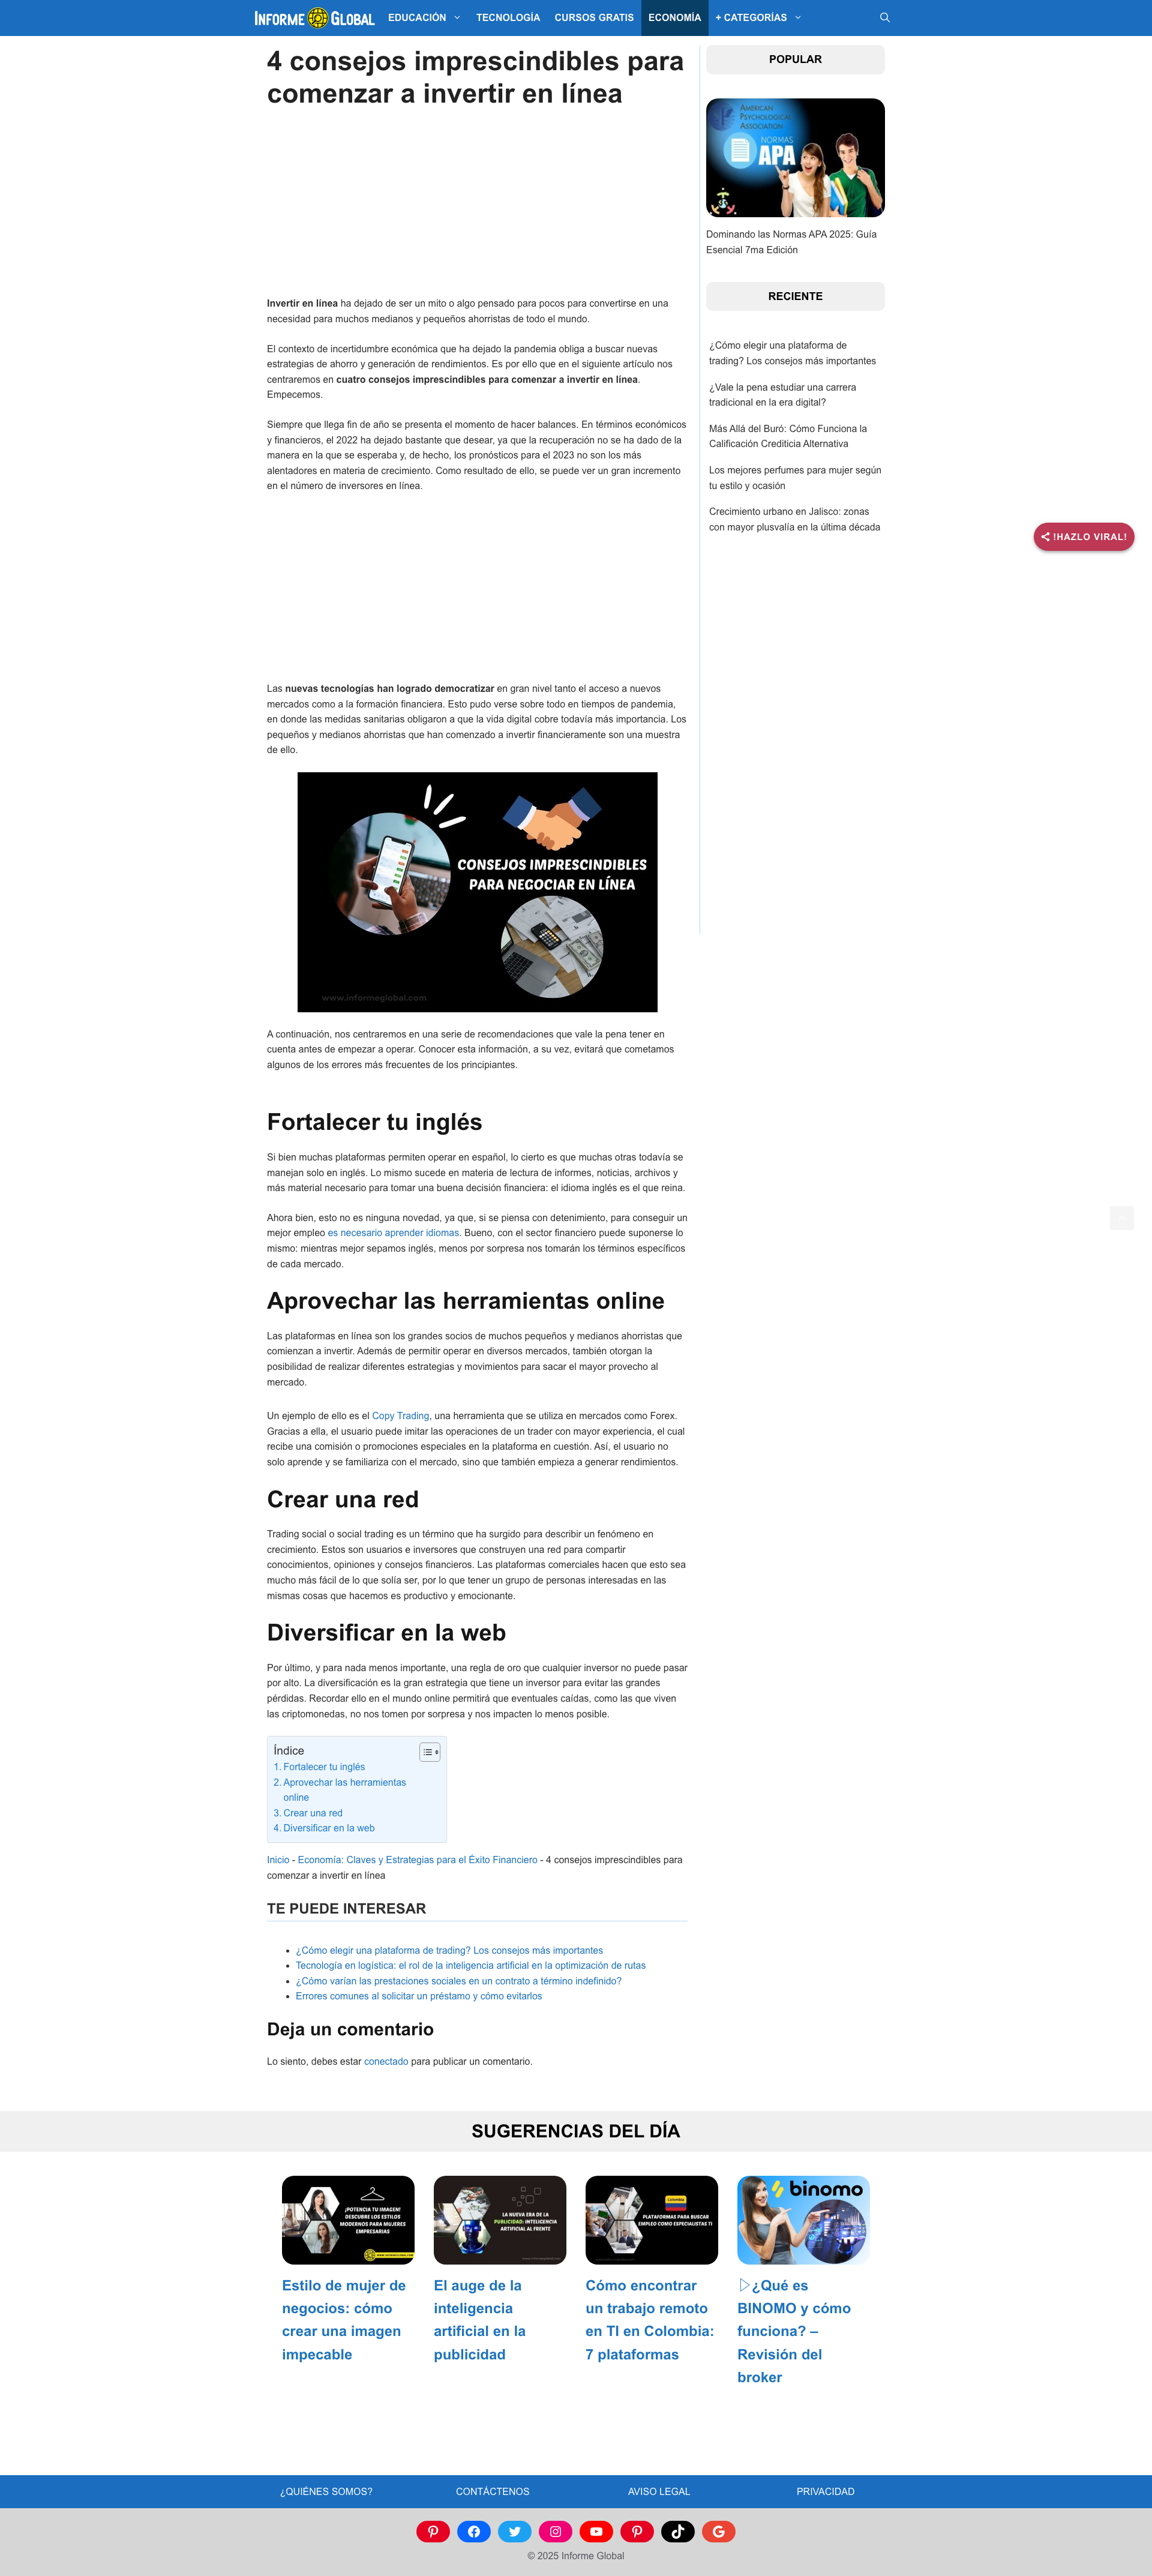 INFORME GLOBAL
EDUCACIÓN
TECNOLOGÍA
CURSOS GRATIS
ECONOMÍA
+ CATEGORÍAS
4 consejos imprescindibles para
comenzar a invertir en línea
Invertir en línea ha dejado de ser un mito o algo pensado para pocos para convertirse en una
necesidad para muchos medianos y pequeños ahorristas de todo el mundo.
El contexto de incertidumbre económica que ha dejado la pandemia obliga a buscar nuevas
estrategias de ahorro y generación de rendimientos. Es por ello que en el siguiente artículo nos
centraremos en cuatro consejos imprescindibles para comenzar a invertir en línea.
Empecemos.
Siempre que llega fin de año se presenta el momento de hacer balances. En términos económicos
y financieros, el 2022 ha dejado bastante que desear, ya que la recuperación no se ha dado de la
manera en la que se esperaba y, de hecho, los pronósticos para el 2023 no son los más
alentadores en materia de crecimiento. Como resultado de ello, se puede ver un gran incremento
en el número de inversores en línea.
Las nuevas tecnologías han logrado democratizar en gran nivel tanto el acceso a nuevos
mercados como a la formación financiera. Esto pudo verse sobre todo en tiempos de pandemia,
en donde las medidas sanitarias obligaron a que la vida digital cobre todavía más importancia. Los
pequeños y medianos ahorristas que han comenzado a invertir financieramente son una muestra
de ello.
CONSEJOS IMPRESCINDIBLES
PARA NEGOCIAR EN LÍNEA
www.informeglobal.com
A continuación, nos centraremos en una serie de recomendaciones que vale la pena tener en
cuenta antes de empezar a operar. Conocer esta información, a su vez, evitará que cometamos
algunos de los errores más frecuentes de los principiantes.
Fortalecer tu inglés
Si bien muchas plataformas permiten operar en español, lo cierto es que muchas otras todavía se
manejan solo en inglés. Lo mismo sucede en materia de lectura de informes, noticias, archivos y
más material necesario para tomar una buena decisión financiera: el idioma inglés es el que reina.
Ahora bien, esto no es ninguna novedad, ya que, si se piensa con detenimiento, para conseguir un
mejor empleo es necesario aprender idiomas. Bueno, con el sector financiero puede suponerse lo
mismo: mientras mejor sepamos inglés, menos por sorpresa nos tomarán los términos específicos
de cada mercado.
Aprovechar las herramientas online
Las plataformas en línea son los grandes socios de muchos pequeños y medianos ahorristas que
comienzan a invertir. Además de permitir operar en diversos mercados, también otorgan la
posibilidad de realizar diferentes estrategias y movimientos para sacar el mayor provecho al
mercado.
Un ejemplo de ello es el Copy Trading, una herramienta que se utiliza en mercados como Forex.
Gracias a ella, el usuario puede imitar las operaciones de un trader con mayor experiencia, el cual
recibe una comisión o promociones especiales en la plataforma en cuestión. Así, el usuario no
solo aprende y se familiariza con el mercado, sino que también empieza a generar rendimientos.
Crear una red
Trading social o social trading es un término que ha surgido para describir un fenómeno en
crecimiento. Estos son usuarios e inversores que construyen una red para compartir
conocimientos, opiniones y consejos financieros. Las plataformas comerciales hacen que esto sea
mucho más fácil de lo que solía ser, por lo que tener un grupo de personas interesadas en las
mismas cosas que hacemos es productivo y emocionante.
Diversificar en la web
Por último, y para nada menos importante, una regla de oro que cualquier inversor no puede pasar
por alto. La diversificación es la gran estrategia que tiene un inversor para evitar las grandes
pérdidas. Recordar ello en el mundo online permitirá que eventuales caídas, como las que viven
las criptomonedas, no nos tomen por sorpresa y nos impacten lo menos posible.
Índice
1. Fortalecer tu inglés
2. Aprovechar las herramientas
online
3. Crear una red
4. Diversificar en la web
Inicio - Economía: Claves y Estrategias para el Éxito Financiero - 4 consejos imprescindibles para
comenzar a invertir en línea
TE PUEDE INTERESAR
• ¿Cómo elegir una plataforma de trading? Los consejos más importantes
• Tecnología en logística: el rol de la inteligencia artificial en la optimización de rutas
• ¿Cómo varían las prestaciones sociales en un contrato a término indefinido?
• Errores comunes al solicitar un préstamo y cómo evitarlos
Deja un comentario
Lo siento, debes estar conectado para publicar un comentario.
POPULAR
AMERICAN
PSYCHOLOGICAL
ASSOCIATION
NORMAS
APA
Dominando las Normas APA 2025: Guía
Esencial 7ma Edición
RECIENTE
¿Cómo elegir una plataforma de
trading? Los consejos más importantes
¿Vale la pena estudiar una carrera
tradicional en la era digital?
Más Allá del Buró: Cómo Funciona la
Calificación Crediticia Alternativa
Los mejores perfumes para mujer según
tu estilo y ocasión
Crecimiento urbano en Jalisco: zonas
con mayor plusvalía en la última década
!HAZLO VIRAL!
SUGERENCIAS DEL DÍA
¡POTENCIA TU IMAGEN!
DESCUBRE LOS ESTILOS
MODERNOS PARA MUJERES
EMPRESARIAS
Estilo de mujer de
negocios: cómo
crear una imagen
impecable
LA NUEVA ERA DE LA
PUBLICIDAD: INTELIGENCIA
ARTIFICIAL AL FRENTE
El auge de la
inteligencia
artificial en la
publicidad
Colombia
PLATAFORMAS PARA BUSCAR
EMPLEO COMO ESPECIALISTAS TI
Cómo encontrar
un trabajo remoto
en TI en Colombia:
7 plataformas
binomo
▷¿Qué es
BINOMO y cómo
funciona? –
Revisión del
broker
¿QUIÉNES SOMOS?
CONTÁCTENOS
AVISO LEGAL
PRIVACIDAD
© 2025 Informe Global